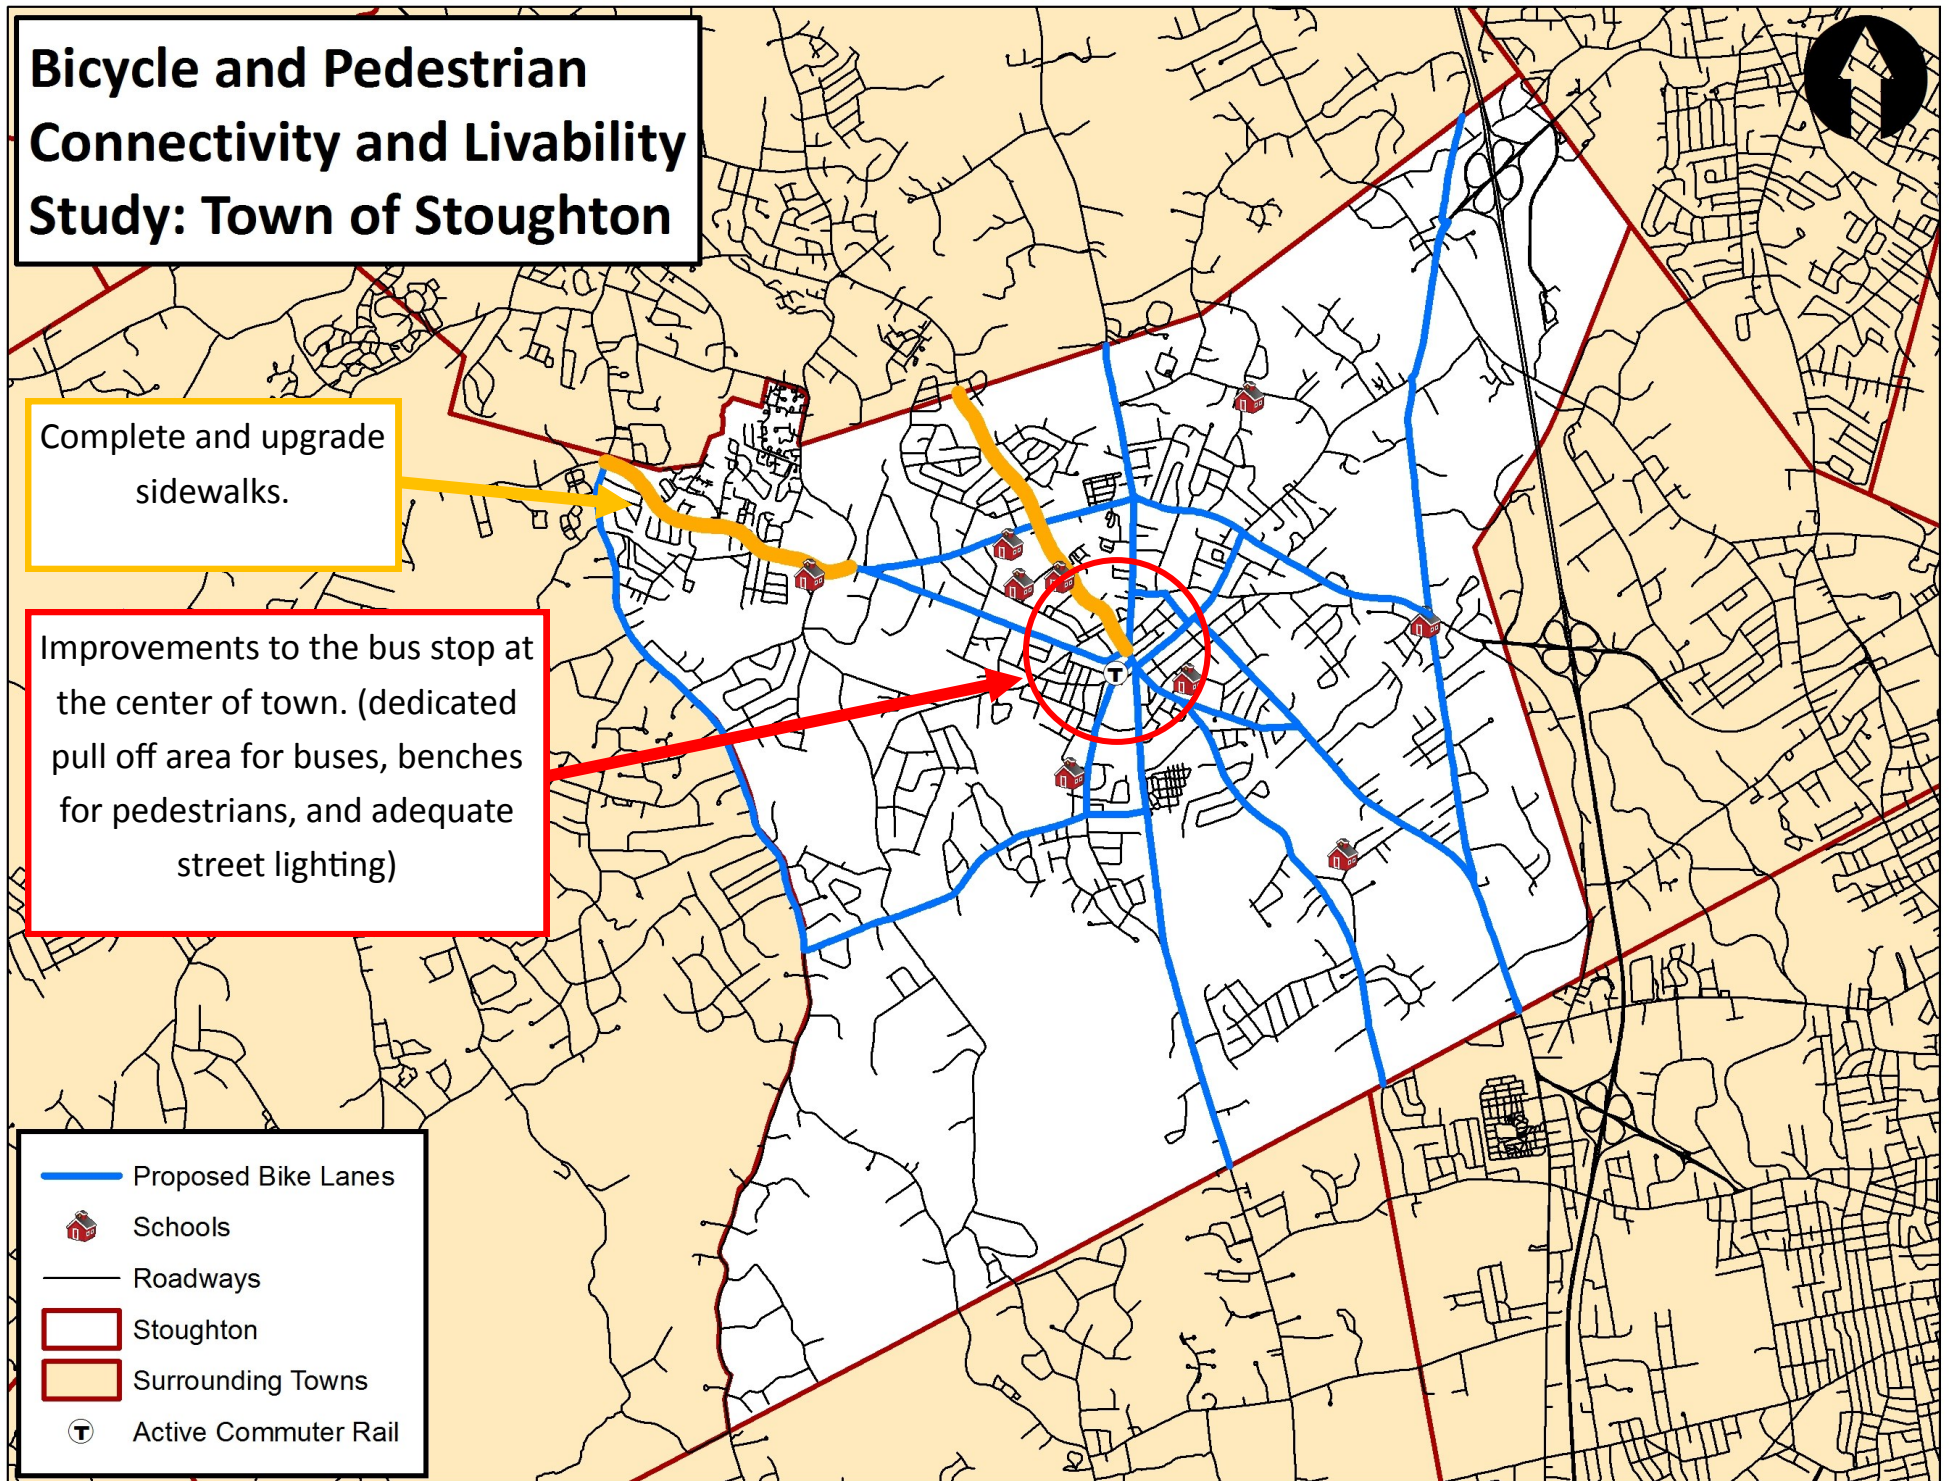 Bicycle and Pedestrian
Connectivity and Livability
Study: Town of Stoughton
Complete and upgrade
sidewalks.
Improvements to the bus stop at
the center of town. (dedicated
pull off area for buses, benches
for pedestrians, and adequate
street lighting)
T
Proposed Bike Lanes
Schools
Roadways
Stoughton
Surrounding Towns
T Active Commuter Rail